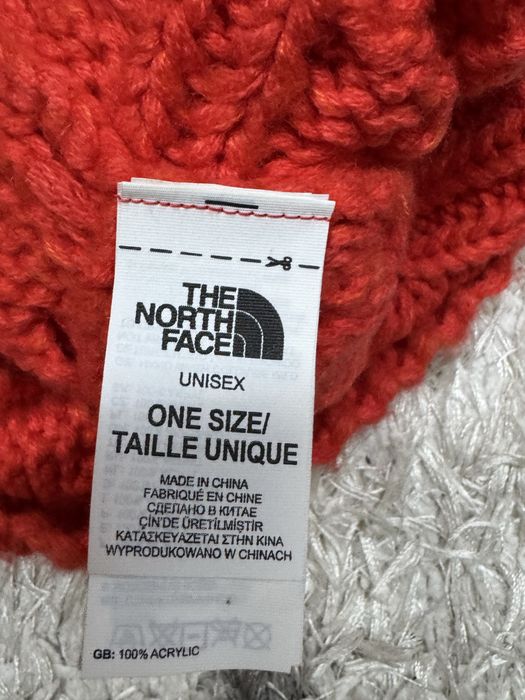 THE
NORTH
FACE
UNISEX
ONE SIZE/
TAILLE UNIQUE
MADE IN CHINA
FABRIQUÉ EN CHINE
СДЕЛАНО В КИТАЕ
ÇİN'DE ÜRETİLMİŞTİR
ΚΑΤΑΣΚΕΥΑΖΕΤΑΙ ΣΤΗΝ ΚΙΝΑ
WYPRODUKOWANO W CHINACH
GB: 100% ACRYLIC